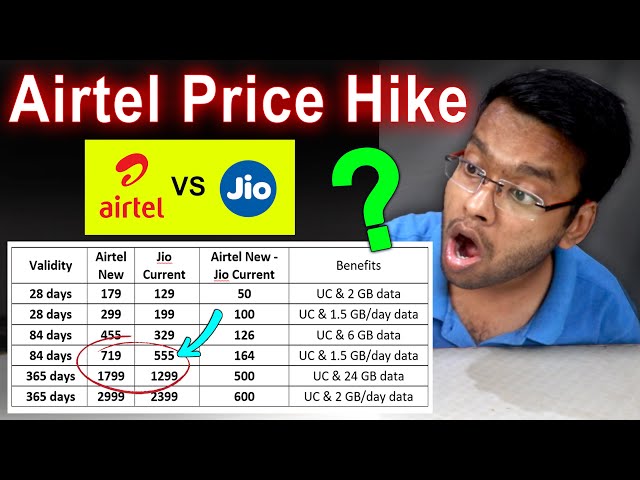 Airtel Price Hike
airtel VS Jio
?
Validity Airtel New Jio Current Airtel New - Jio Current Benefits
28 days 179 129 50 UC & 2 GB data
28 days 299 199 100 UC & 1.5 GB/day data
84 days 455 329 126 UC & 6 GB data
84 days 719 555 164 UC & 1.5 GB/day data
365 days 1799 1299 500 UC & 24 GB data
365 days 2999 2399 600 UC & 2 GB/day data